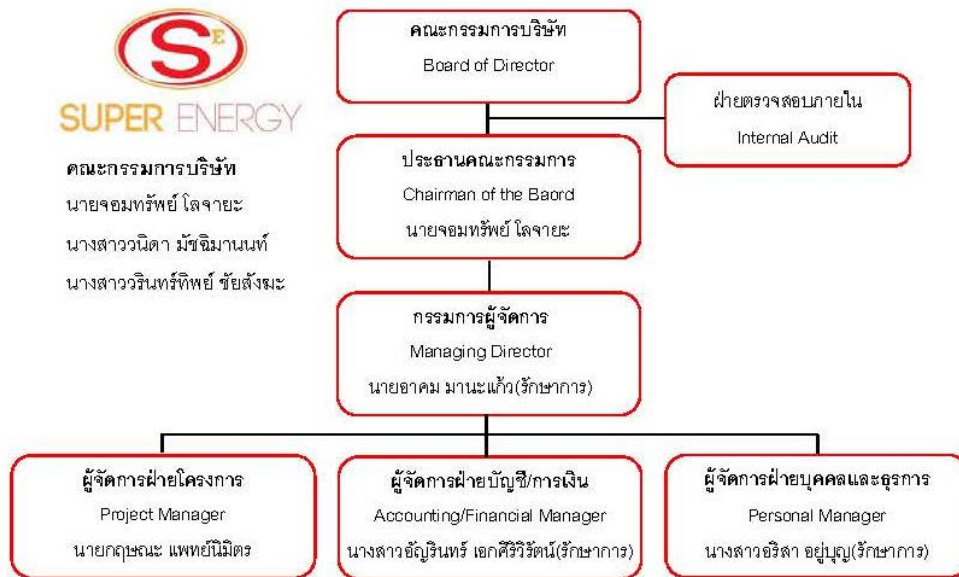 S E
SUPER ENERGY
คณะกรรมการบริษัท
นายจอมทรัพย์ โลจายะ
นางสาววนิดา มัชฉิมานนท์
นางสาววรินทร์ทิพย์ ชัยสังฆะ
คณะกรรมการบริษัท
Board of Director
ฝ่ายตรวจสอบภายใน
Internal Audit
ประธานคณะกรรมการ
Chairman of the Baord
นายจอมทรัพย์ โลจายะ
กรรมการผู้จัดการ
Managing Director
นายอาคม มานะแก้ว(รักษาการ)
ผู้จัดการฝ่ายโครงการ
Project Manager
นายกฤษณะ แพทย์นิมิตร
ผู้จัดการฝ่ายบัญชี/การเงิน
Accounting/Financial Manager
นางสาวอัญรินทร์ เอกศิริวิรัตน์(รักษาการ)
ผู้จัดการฝ่ายบุคคลและธุรการ
Personal Manager
นางสาวอริสา อยู่บุญ(รักษาการ)